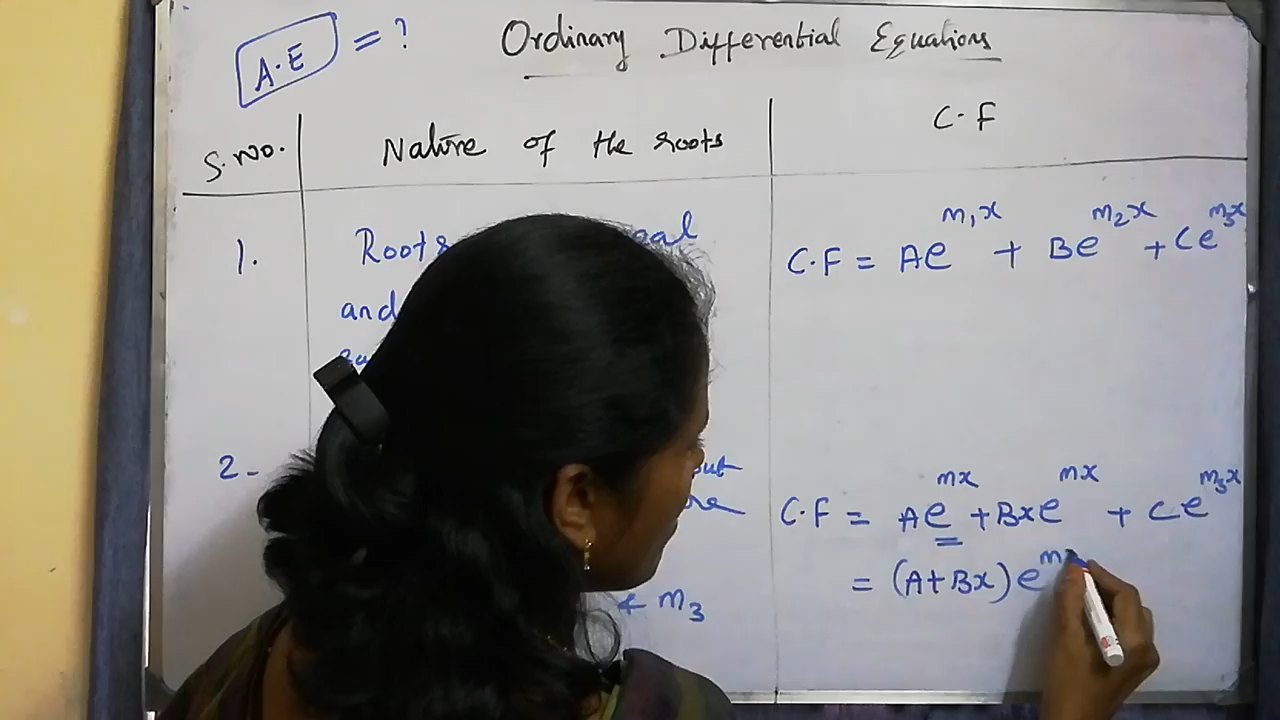 A.E = ?
Ordinary Differential Equations
S.No. Nature of the roots C.F
1. Roots
and
C.F = Ae^{m₁x} + Be^{m₂x} + Ce^{m₃x}
2-
C.F = Ae^{mx} + Bxe^{mx} + Ce^{m₃x}
= (A+Bx)e^{m
m₃